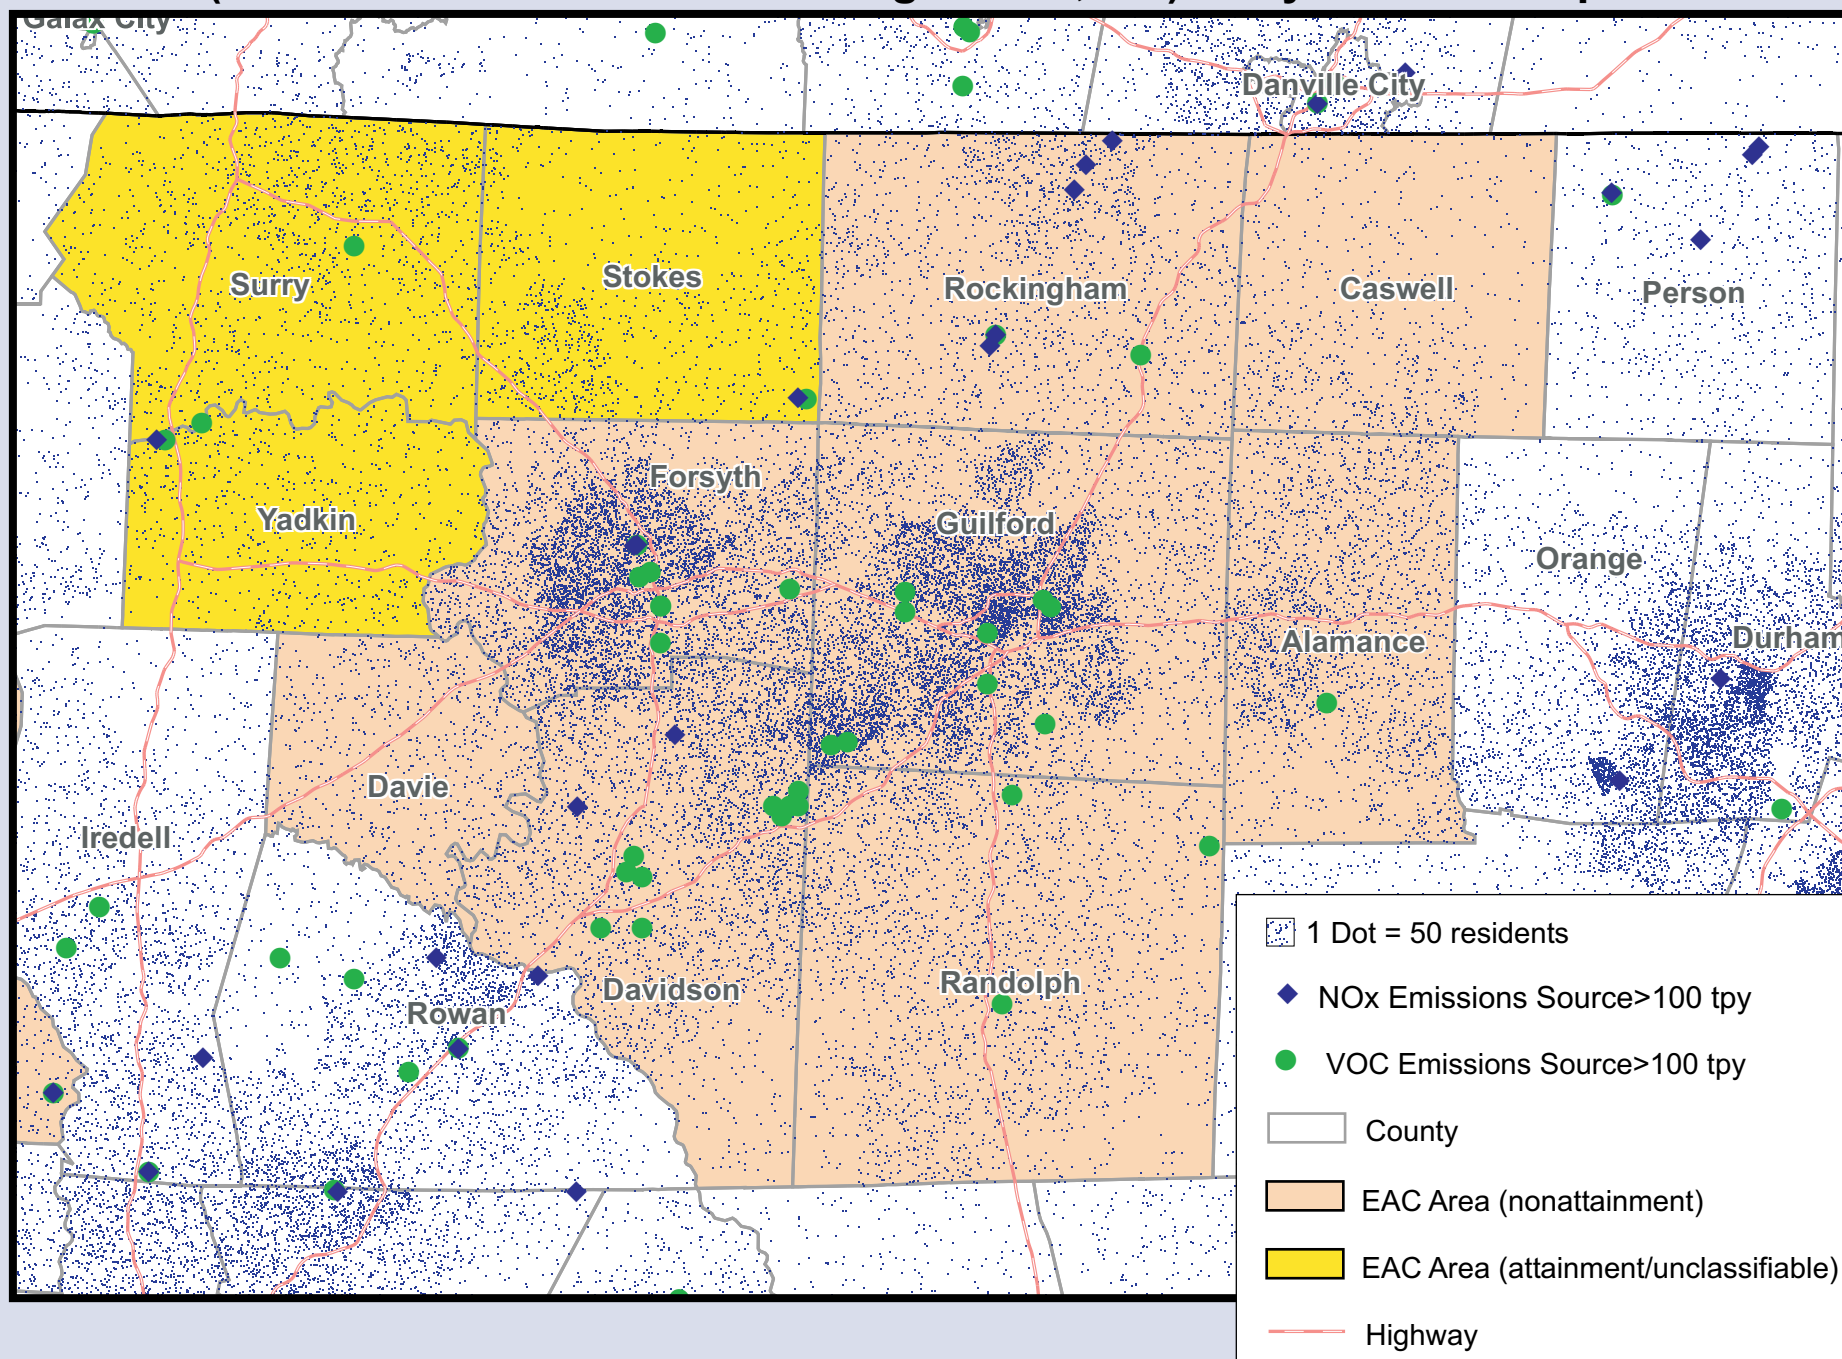 Galax City
Danville City
Surry
Stokes
Rockingham
Caswell
Person
Forsyth
Yadkin
Guilford
Orange
Alamance
Durham
Davie
Iredell
Davidson
Randolph
Rowan
1 Dot = 50 residents
NOx Emissions Source>100 tpy
VOC Emissions Source>100 tpy
County
EAC Area (nonattainment)
EAC Area (attainment/unclassifiable)
Highway